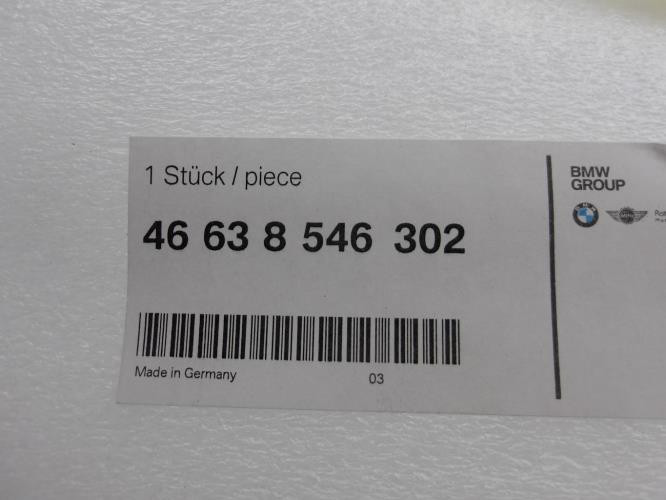 1 Stück / piece
46 63 8 546 302
Made in Germany
03
BMW
GROUP